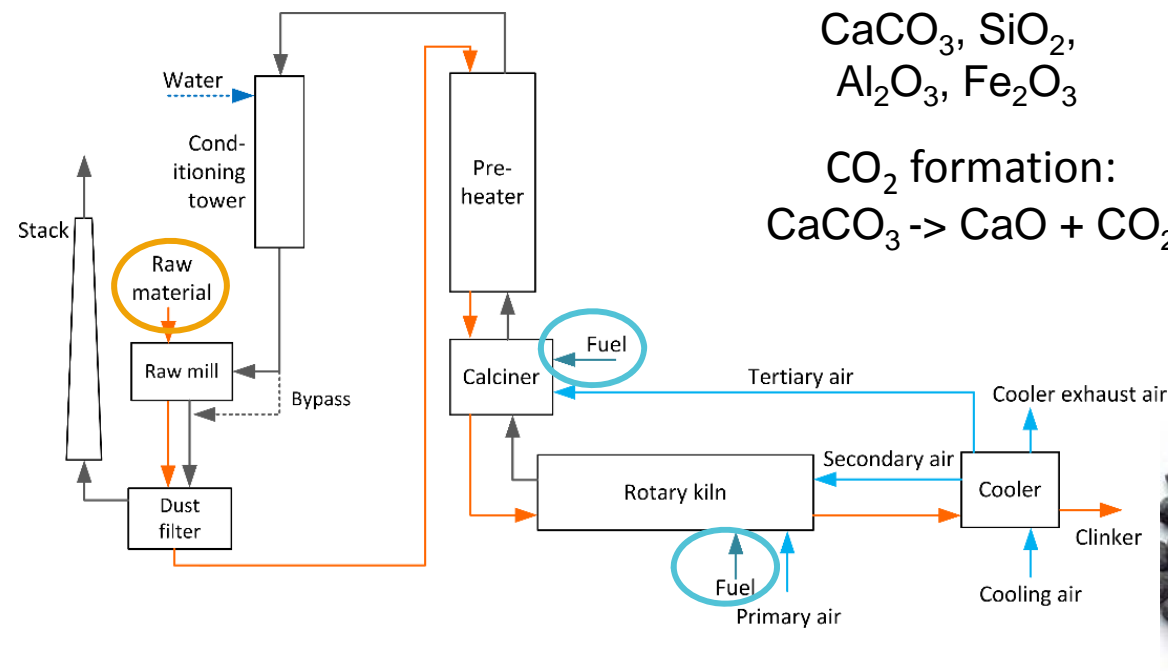 CaCO₃, SiO₂,
Al₂O₃, Fe₂O₃
CO₂ formation:
CaCO₃ -> CaO + CO₂
Water
Cond-
itioning
tower
Pre-
heater
Stack
Raw
material
Raw mill
Bypass
Dust
filter
Calciner
Fuel
Tertiary air
Cooler exhaust air
Secondary air
Rotary kiln
Cooler
Clinker
Fuel
Primary air
Cooling air